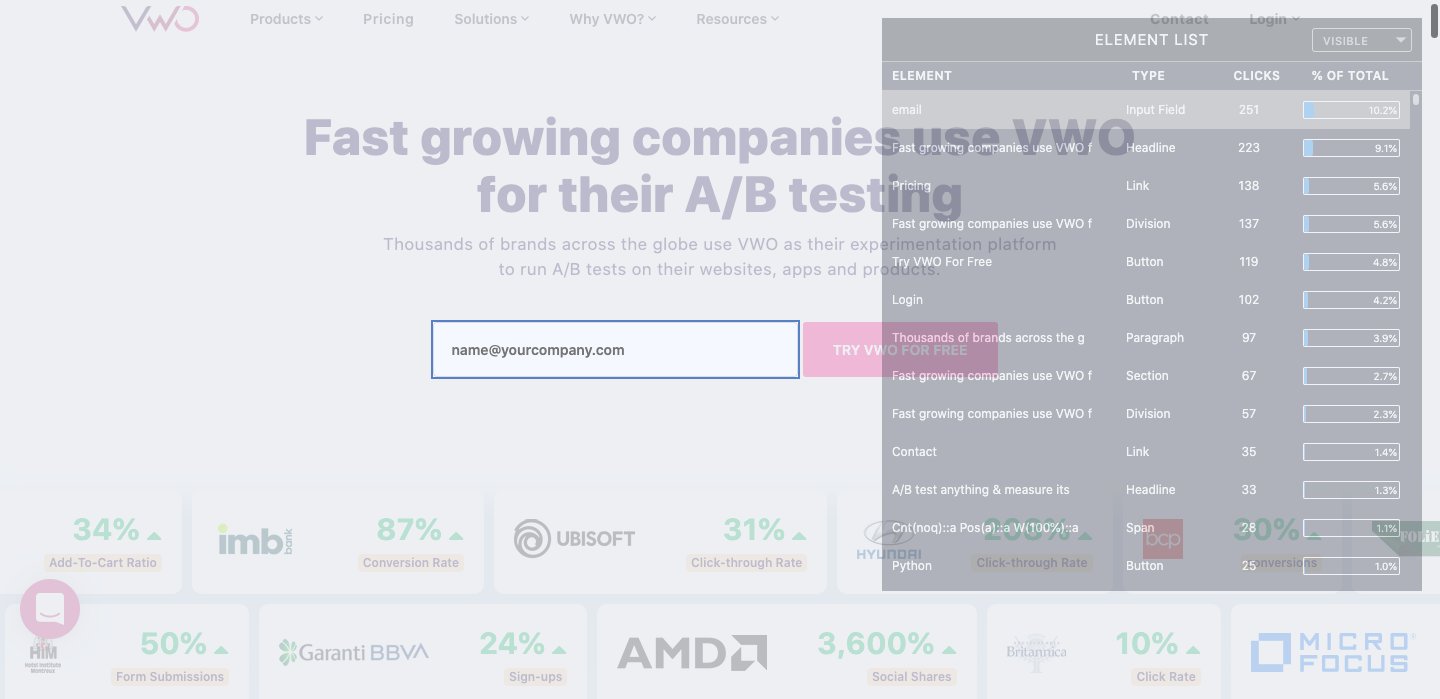 VWO
Products
Pricing
Solutions
Why VWO?
Resources
Contact
Login
ELEMENT LIST
VISIBLE
ELEMENT TYPE CLICKS % OF TOTAL
email Input Field 251 10.2%
Fast growing companies use VWO f Headline 223 9.1%
Pricing Link 138 5.6%
Fast growing companies use VWO f Division 137 5.6%
Try VWO For Free Button 119 4.8%
Login Button 102 4.2%
Thousands of brands across the g Paragraph 97 3.9%
Fast growing companies use VWO f Section 67 2.7%
Fast growing companies use VWO f Division 57 2.3%
Contact Link 35 1.4%
A/B test anything & measure its Headline 33 1.3%
Cnt(noq)::a Pos(a)::a W(100%)::a Span 28 1.1%
Python Button 25 1.0%
Fast growing companies use VWO
for their A/B testing
Thousands of brands across the globe use VWO as their experimentation platform
to run A/B tests on their websites, apps and products.
name@yourcompany.com
TRY VWO FOR FREE
34%
Add-To-Cart Ratio
imb bank
87%
Conversion Rate
UBISOFT
31%
Click-through Rate
HYUNDAI
Click-through Rate
bcp
30%
Conversions
FOLIE
HIM
Hotel Institute
Montreux
50%
Form Submissions
Garanti BBVA
24%
Sign-ups
AMD
3,600%
Social Shares
Britannica
10%
Click Rate
MICRO
FOCUS